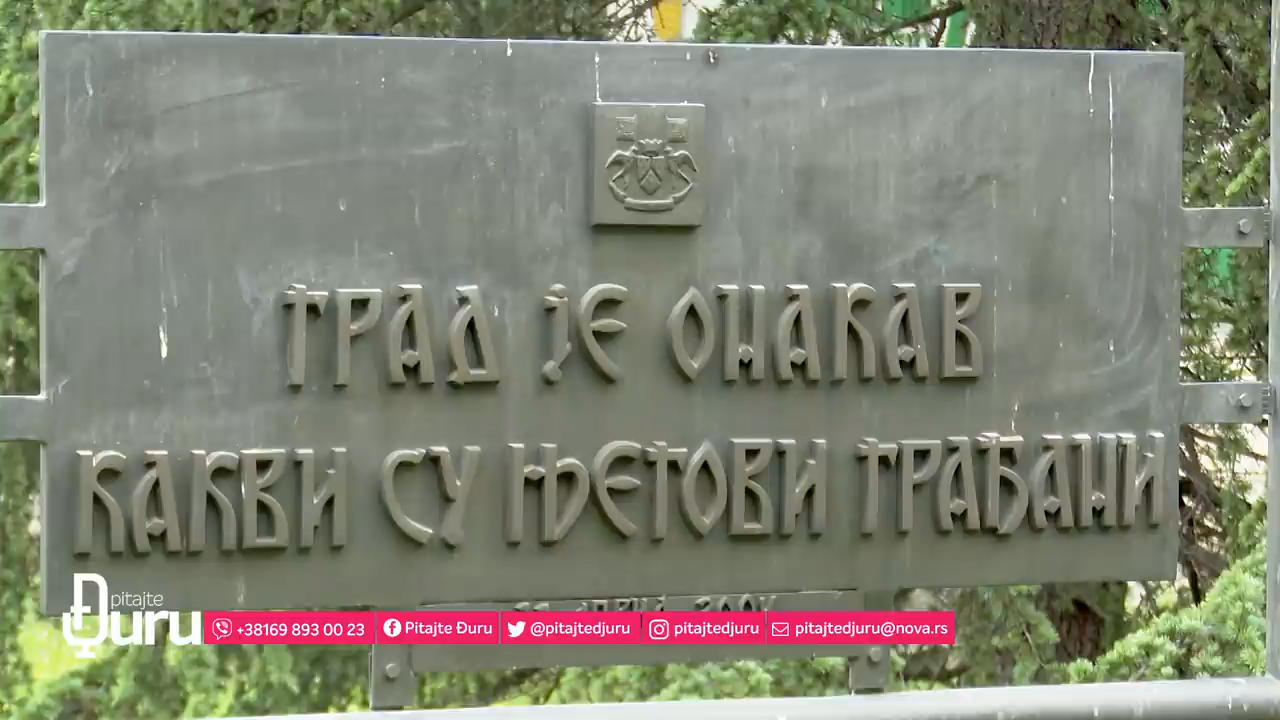 ГРАД ЈЕ ОНАКАВ
КАКВИ СУ ЊЕГОВИ ГРАЂАНИ
pitajte
Đuru
+38169 893 00 23
Pitajte Đuru
@pitajtedjuru
pitajtedjuru
pitajtedjuru@nova.rs